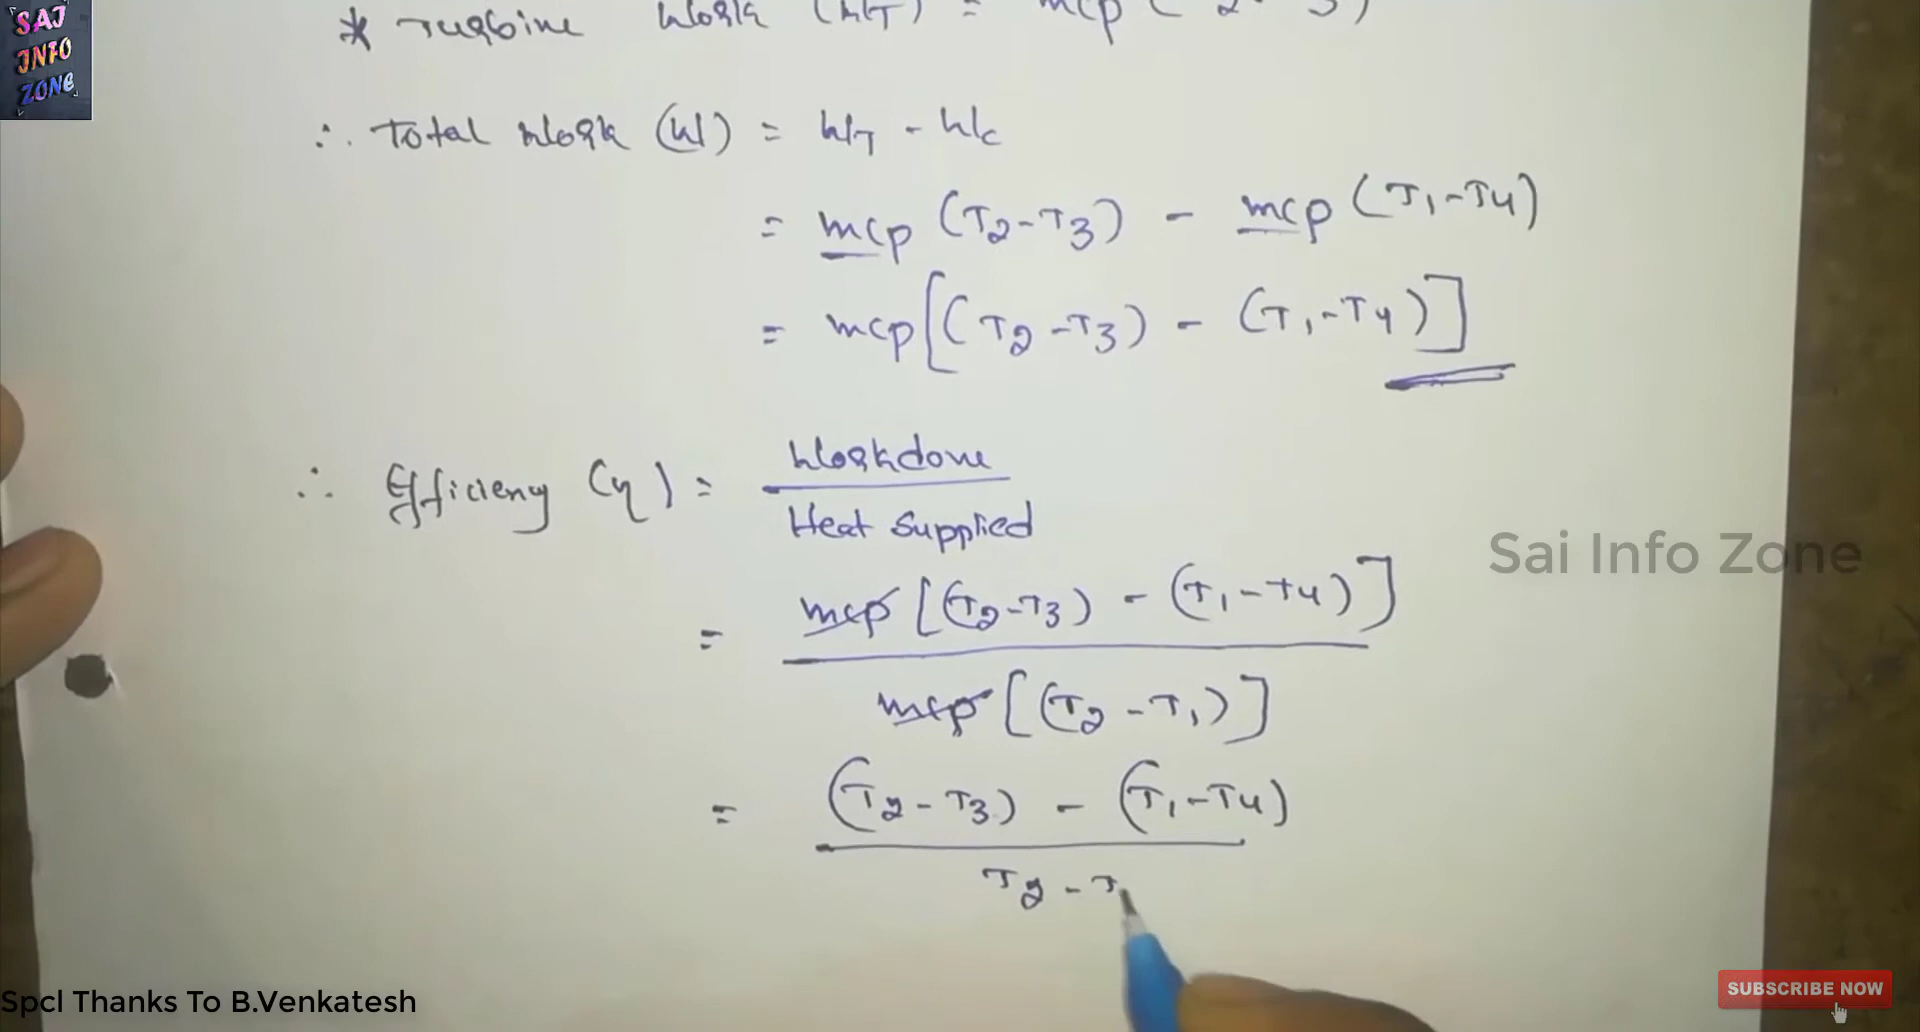 SAI
INFO
ZONE
* Turbine Work (WT) = mcp (T2-T3)
∴ Total Work (W) = WT - Wc
= mcp (T2-T3) - mcp (T1-T4)
= mcp[(T2-T3) - (T1-T4)]
∴ Efficieny (η) = Workdone
Heat Supplied
= mcp [(T2-T3) - (T1-T4)]
mcp [(T2-T1)]
= (T2-T3) - (T1-T4)
T2 - T
Sai Info Zone
Spcl Thanks To B.Venkatesh
SUBSCRIBE NOW